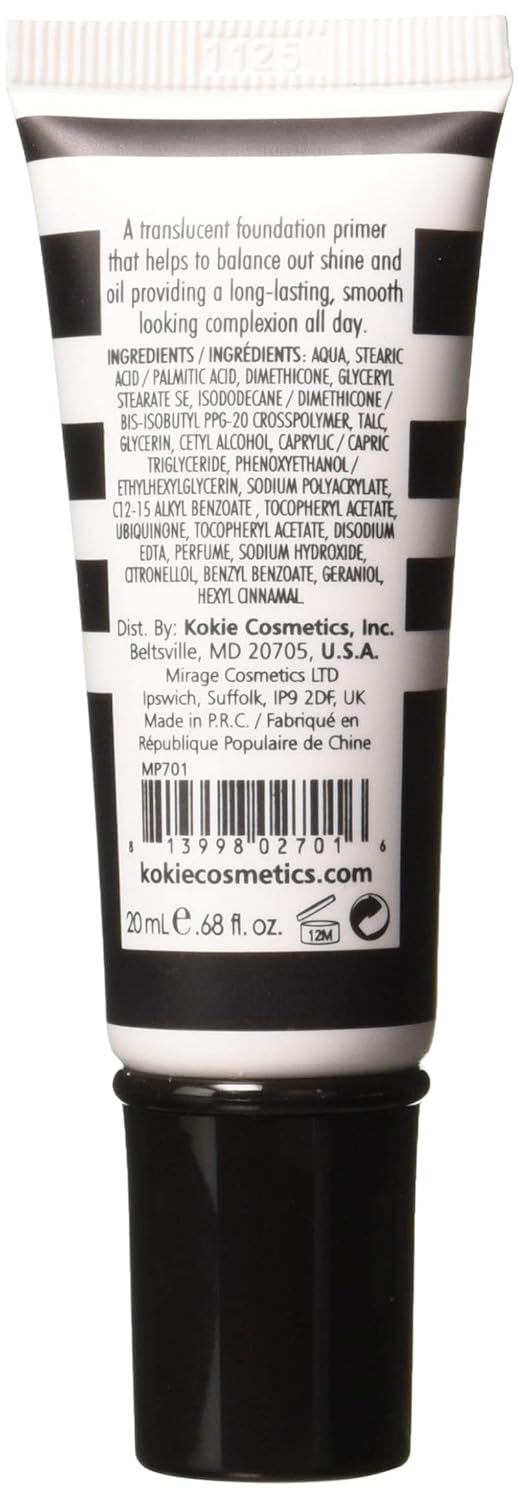 1125
A translucent foundation primer
that helps to balance out shine and
oil providing a long-lasting, smooth
looking complexion all day.
INGREDIENTS / INGRÉDIENTS: AQUA, STEARIC
ACID / PALMITIC ACID, DIMETHICONE, GLYCERYL
STEARATE SE, ISODODECANE / DIMETHICONE /
BIS-ISOBUTYL PPG-20 CROSSPOLYMER, TALC,
GLYCERIN, CETYL ALCOHOL, CAPRYLIC / CAPRIC
TRIGLYCERIDE, PHENOXYETHANOL /
ETHYLHEXYLGLYCERIN, SODIUM POLYACRYLATE,
C12-15 ALKYL BENZOATE , TOCOPHERYL ACETATE,
UBIQUINONE, TOCOPHERYL ACETATE, DISODIUM
EDTA, PERFUME, SODIUM HYDROXIDE,
CITRONELLOL, BENZYL BENZOATE, GERANIOL,
HEXYL CINNAMAL
Dist. By: Kokie Cosmetics, Inc.
Beltsville, MD 20705, U.S.A.
Mirage Cosmetics LTD
Ipswich, Suffolk, IP9 2DF, UK
Made in P.R.C. / Fabriqué en
République Populaire de Chine
MP701
8 13998 02701 6
kokiecosmetics.com
20 mL e .68 fl. oz. 12M